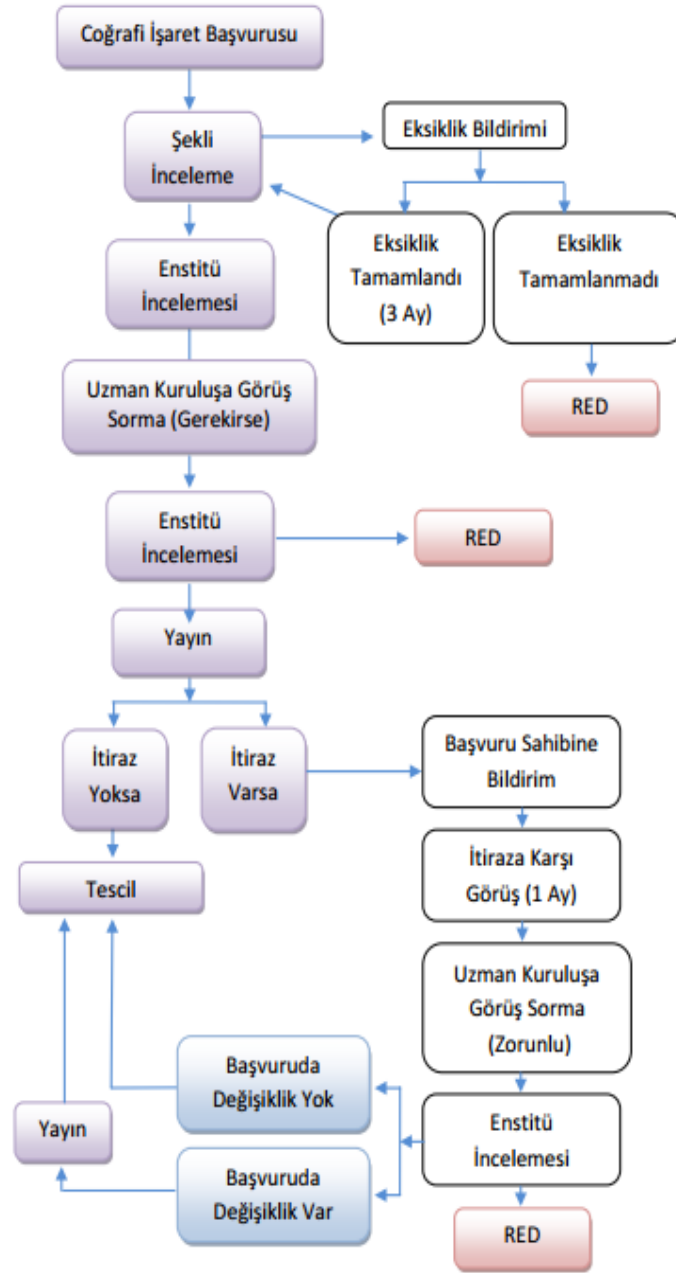 Coğrafi İşaret Başvurusu
Şekli
İnceleme
Eksiklik Bildirimi
Eksiklik
Tamamlandı
(3 Ay)
Eksiklik
Tamamlanmadı
RED
Enstitü
İncelemesi
Uzman Kuruluşa Görüş
Sorma (Gerekirse)
Enstitü
İncelemesi
RED
Yayın
İtiraz
Yoksa
İtiraz
Varsa
Başvuru Sahibine
Bildirim
İtiraza Karşı
Görüş (1 Ay)
Tescil
Uzman Kuruluşa
Görüş Sorma
(Zorunlu)
Başvuruda
Değişiklik Yok
Yayın
Enstitü
İncelemesi
Başvuruda
Değişiklik Var
RED